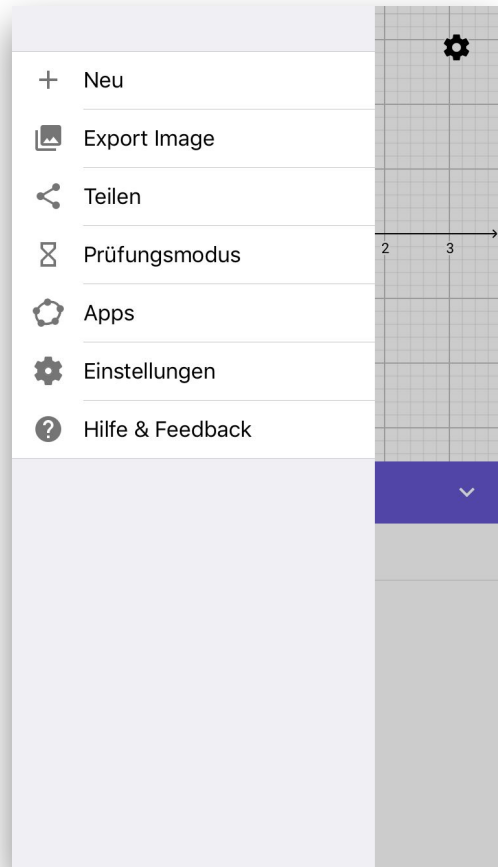 Neu
Export Image
Teilen
Prüfungsmodus
Apps
Einstellungen
Hilfe & Feedback
2 3